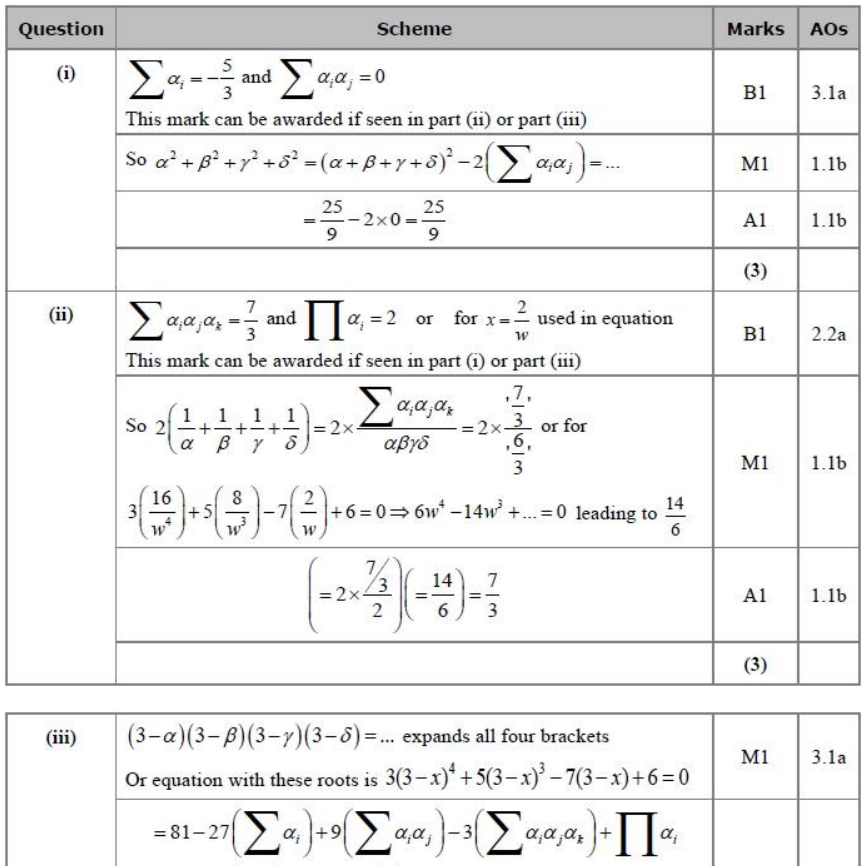 Question Scheme Marks AOs
(i) ∑αᵢ = −5/3 and ∑αᵢαⱼ = 0
This mark can be awarded if seen in part (ii) or part (iii)
B1 3.1a
So α² + β² + γ² + δ² = (α + β + γ + δ)² − 2(∑αᵢαⱼ) = ... M1 1.1b
= 25/9 − 2×0 = 25/9 A1 1.1b
(3)
(ii) ∑αᵢαⱼαₖ = 7/3 and ∏αᵢ = 2 or for x = 2/w used in equation
This mark can be awarded if seen in part (i) or part (iii)
B1 2.2a
So 2(1/α + 1/β + 1/γ + 1/δ) = 2 × ∑αᵢαⱼαₖ/αβγδ = 2 × '7/3'/'6/3' or for
3(16/w⁴) + 5(8/w³) − 7(2/w) + 6 = 0 ⇒ 6w⁴ − 14w³ + ... = 0 leading to 14/6
M1 1.1b
(= 2 × (7/3)/2)(= 14/6) = 7/3 A1 1.1b
(3)
(iii) (3−α)(3−β)(3−γ)(3−δ) = ... expands all four brackets
Or equation with these roots is 3(3−x)⁴ + 5(3−x)³ − 7(3−x) + 6 = 0
M1 3.1a
= 81 − 27(∑αᵢ) + 9(∑αᵢαⱼ) − 3(∑αᵢαⱼαₖ) + ∏αᵢ